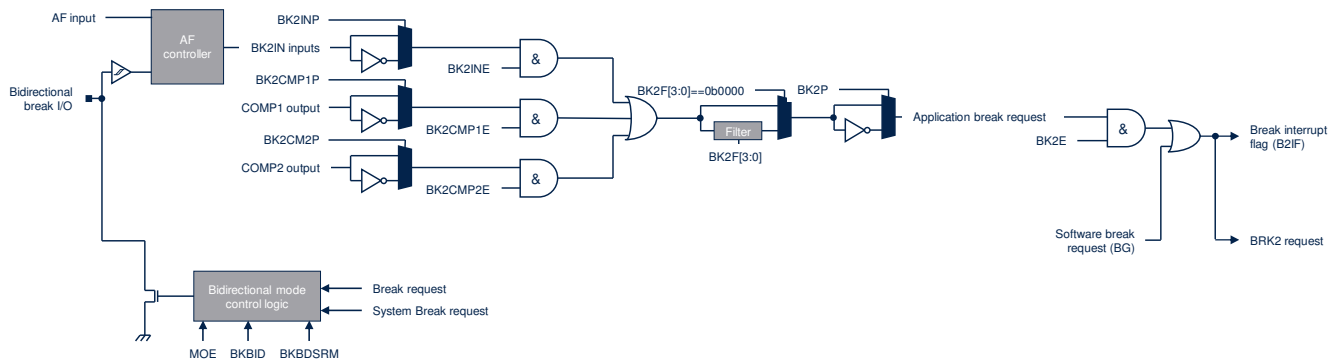 AF input
AF
controller
Bidirectional
break I/O
BK2INP
BK2IN inputs
BK2INE
&
BK2CMP1P
COMP1 output
BK2CMP1E
&
BK2CM2P
COMP2 output
BK2CMP2E
&
BK2F[3:0]==0b0000
Filter
BK2F[3:0]
BK2P
Application break request
BK2E
&
Break interrupt
flag (B2IF)
Software break
request (BG)
BRK2 request
Bidirectional mode
control logic
Break request
System Break request
MOE
BKBID
BKBDSRM